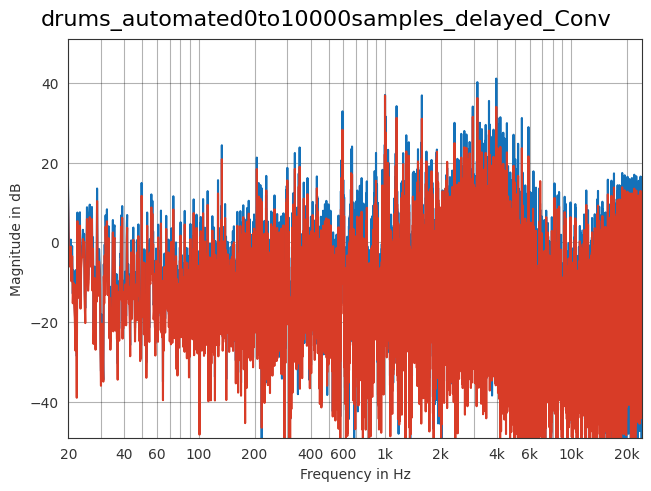 drums_automated0to10000samples_delayed_Conv
40
20
0
−20
−40
Magnitude in dB
20 40 60 100 200 400 600 1k 2k 4k 6k 10k 20k
Frequency in Hz